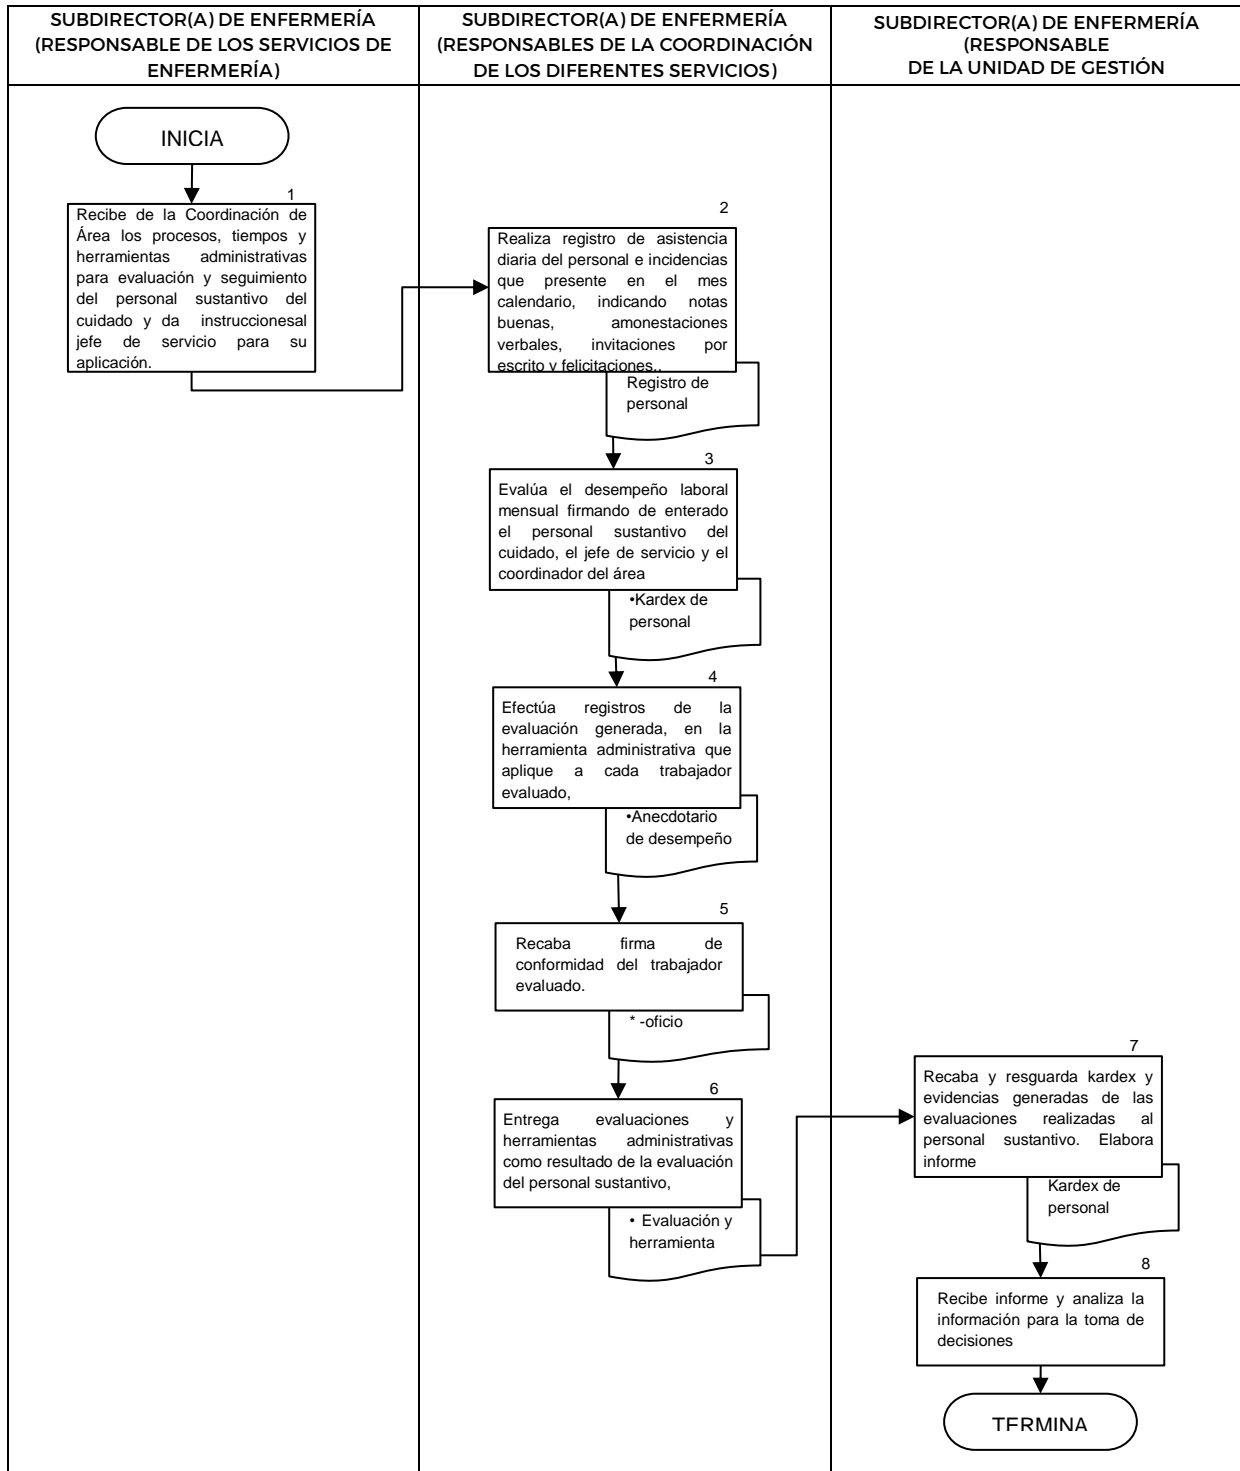 SUBDIRECTOR(A) DE ENFERMERÍA
(RESPONSABLE DE LOS SERVICIOS DE
ENFERMERÍA)
SUBDIRECTOR(A) DE ENFERMERÍA
(RESPONSABLES DE LA COORDINACIÓN
DE LOS DIFERENTES SERVICIOS)
SUBDIRECTOR(A) DE ENFERMERÍA
(RESPONSABLE
DE LA UNIDAD DE GESTIÓN
INICIA
1
Recibe de la Coordinación de
Área los procesos, tiempos y
herramientas administrativas
para evaluación y seguimiento
del personal sustantivo del
cuidado y da instruccionesal
jefe de servicio para su
aplicación.
2
Realiza registro de asistencia
diaria del personal e incidencias
que presente en el mes
calendario, indicando notas
buenas, amonestaciones
verbales, invitaciones por
escrito y felicitaciones..
Registro de
personal
3
Evalúa el desempeño laboral
mensual firmando de enterado
el personal sustantivo del
cuidado, el jefe de servicio y el
coordinador del área
•Kardex de
personal
4
Efectúa registros de la
evaluación generada, en la
herramienta administrativa que
aplique a cada trabajador
evaluado,
•Anecdotario
de desempeño
5
Recaba firma de
conformidad del trabajador
evaluado.
* -oficio
6
Entrega evaluaciones y
herramientas administrativas
como resultado de la evaluación
del personal sustantivo,
• Evaluación y
herramienta
7
Recaba y resguarda kardex y
evidencias generadas de las
evaluaciones realizadas al
personal sustantivo. Elabora
informe
Kardex de
personal
8
Recibe informe y analiza la
información para la toma de
decisiones
TERMINA